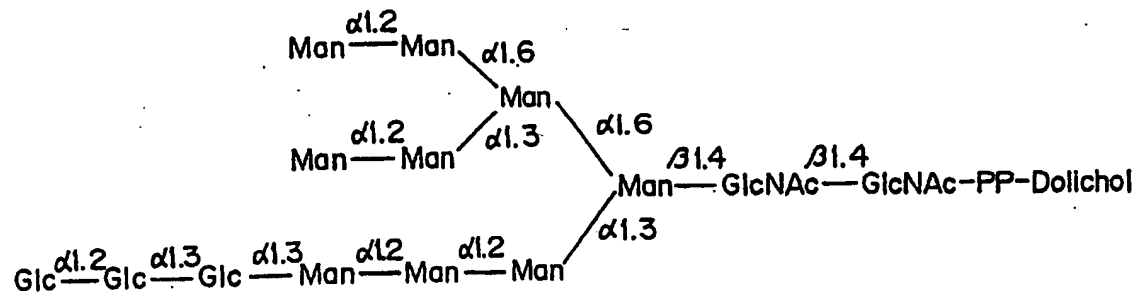 α1.2
Man—Man α1.6
Man
α1.2 α1.3 α1.6
Man—Man
β1.4 β1.4
Man—GlcNAc—GlcNAc-PP-Dolichol
α1.3
α1.2 α1.3 α1.3 α1.2 α1.2
Glc—Glc—Glc—Man—Man—Man